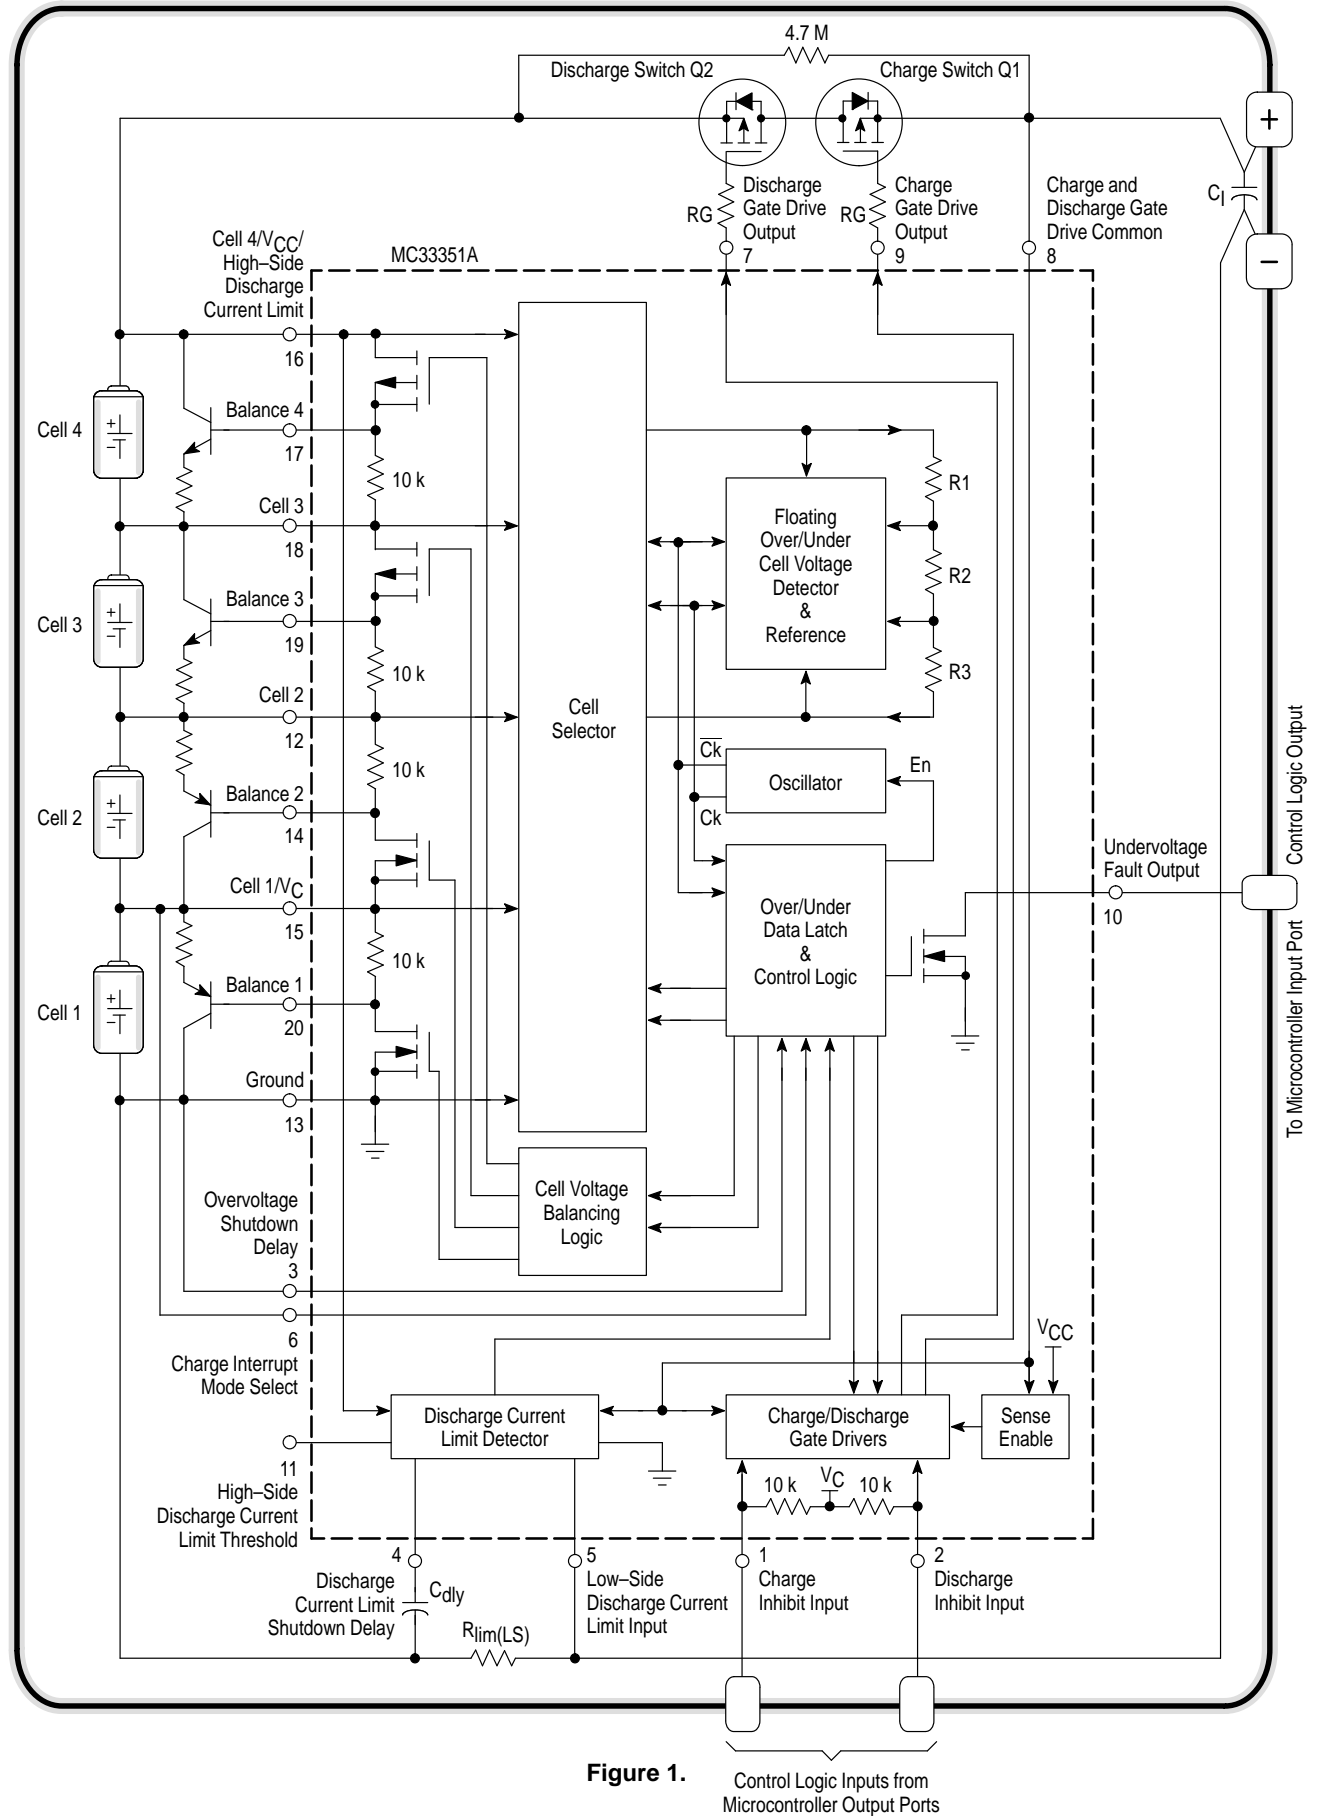 4.7 M
Discharge Switch Q2
Charge Switch Q1
+
CI
−
RG
Discharge
Gate Drive
Output
7
RG
Charge
Gate Drive
Output
9
Charge and
Discharge Gate
Drive Common
8
MC33351A
Cell 4/VCC/
High–Side
Discharge
Current Limit
16
Cell 4
+
−
Balance 4
17
10 k
Cell 3
18
Cell 3
+
−
Balance 3
19
10 k
Cell 2
12
Cell 2
+
−
10 k
Balance 2
14
Cell 1/VC
15
Cell 1
+
−
10 k
Balance 1
20
Ground
13
Cell
Selector
Floating
Over/Under
Cell Voltage
Detector
&
Reference
R1
R2
R3
Ck
Ck
Oscillator
En
Over/Under
Data Latch
&
Control Logic
Undervoltage
Fault Output
10
To Microcontroller Input Port
Control Logic Output
Cell Voltage
Balancing
Logic
Overvoltage
Shutdown
Delay
3
6
Charge Interrupt
Mode Select
VCC
Discharge Current
Limit Detector
Charge/Discharge
Gate Drivers
Sense
Enable
11
High–Side
Discharge Current
Limit Threshold
10 k
VC
10 k
4
Discharge
Current Limit
Shutdown Delay
Cdly
Rlim(LS)
5
Low–Side
Discharge Current
Limit Input
1
Charge
Inhibit Input
2
Discharge
Inhibit Input
Figure 1.
Control Logic Inputs from
Microcontroller Output Ports